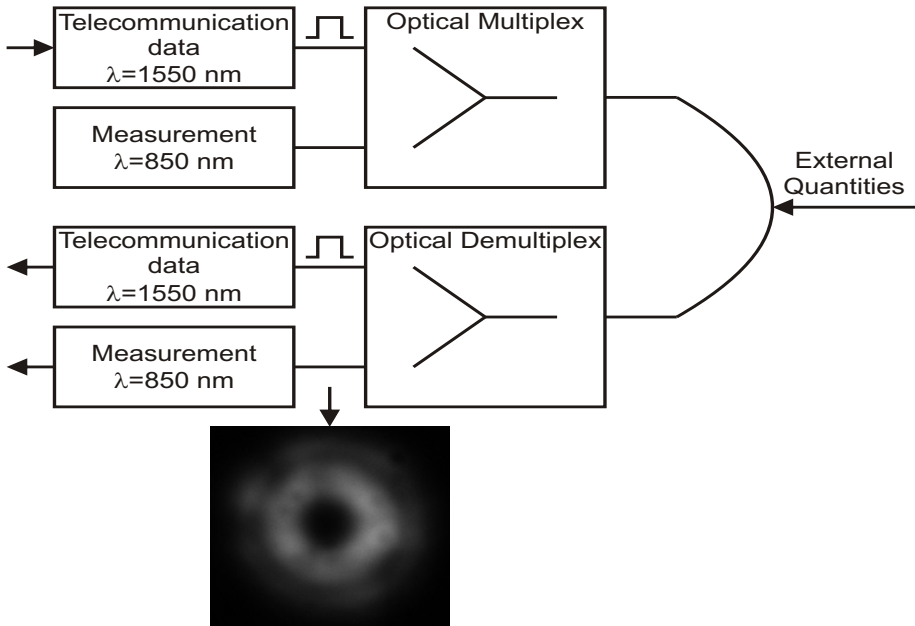 Telecommunication
data
λ=1550 nm
Optical Multiplex
Measurement
λ=850 nm
External
Quantities
Telecommunication
data
λ=1550 nm
Optical Demultiplex
Measurement
λ=850 nm